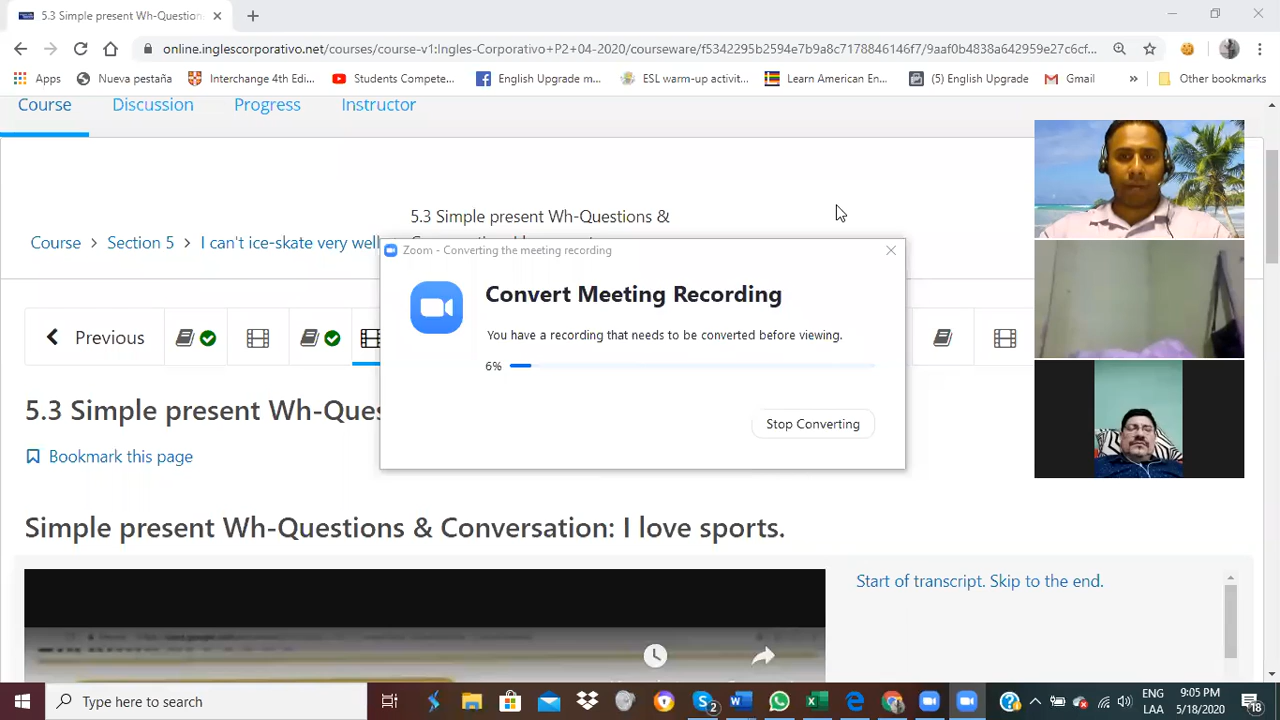 5.3 Simple present Wh-Question
online.inglescorporativo.net/courses/course-v1:Ingles-Corporativo+P2+04-2020/courseware/f5342295b2594e7b9a8c7178846146f7/9aaf0b4838a642959e27c6cf...
Apps
Nueva pestaña
Interchange 4th Edi...
Students Compete...
English Upgrade m...
ESL warm-up activit...
Learn American En...
(5) English Upgrade
Gmail
»
Other bookmarks
Course
Discussion
Progress
Instructor
5.3 Simple present Wh-Questions &
Course > Section 5 > I can't ice-skate very well
Zoom - Converting the meeting recording
Convert Meeting Recording
You have a recording that needs to be converted before viewing.
6%
Stop Converting
Previous
5.3 Simple present Wh-Ques
Bookmark this page
Simple present Wh-Questions & Conversation: I love sports.
Start of transcript. Skip to the end.
Type here to search
2
ENG
LAA
9:05 PM
5/18/2020
18